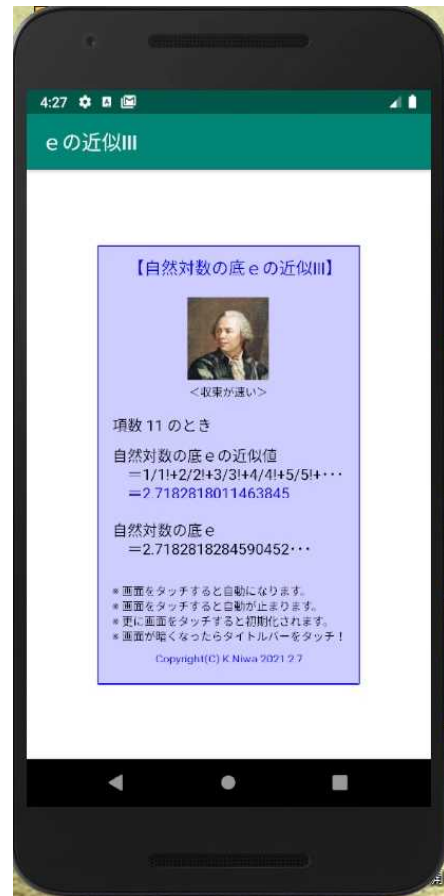 4:27
eの近似III
【自然対数の底eの近似III】
＜収束が速い＞
項数 11 のとき
自然対数の底eの近似値
＝1/1!+2/2!+3/3!+4/4!+5/5!+･･･
＝2.7182818011463845
自然対数の底e
＝2.7182818284590452･･･
※画面をタッチすると自動になります。
※画面をタッチすると自動が止まります。
※更に画面をタッチすると初期化されます。
※画面が暗くなったらタイトルバーをタッチ！
Copyright(C) K.Niwa 2021.2.7